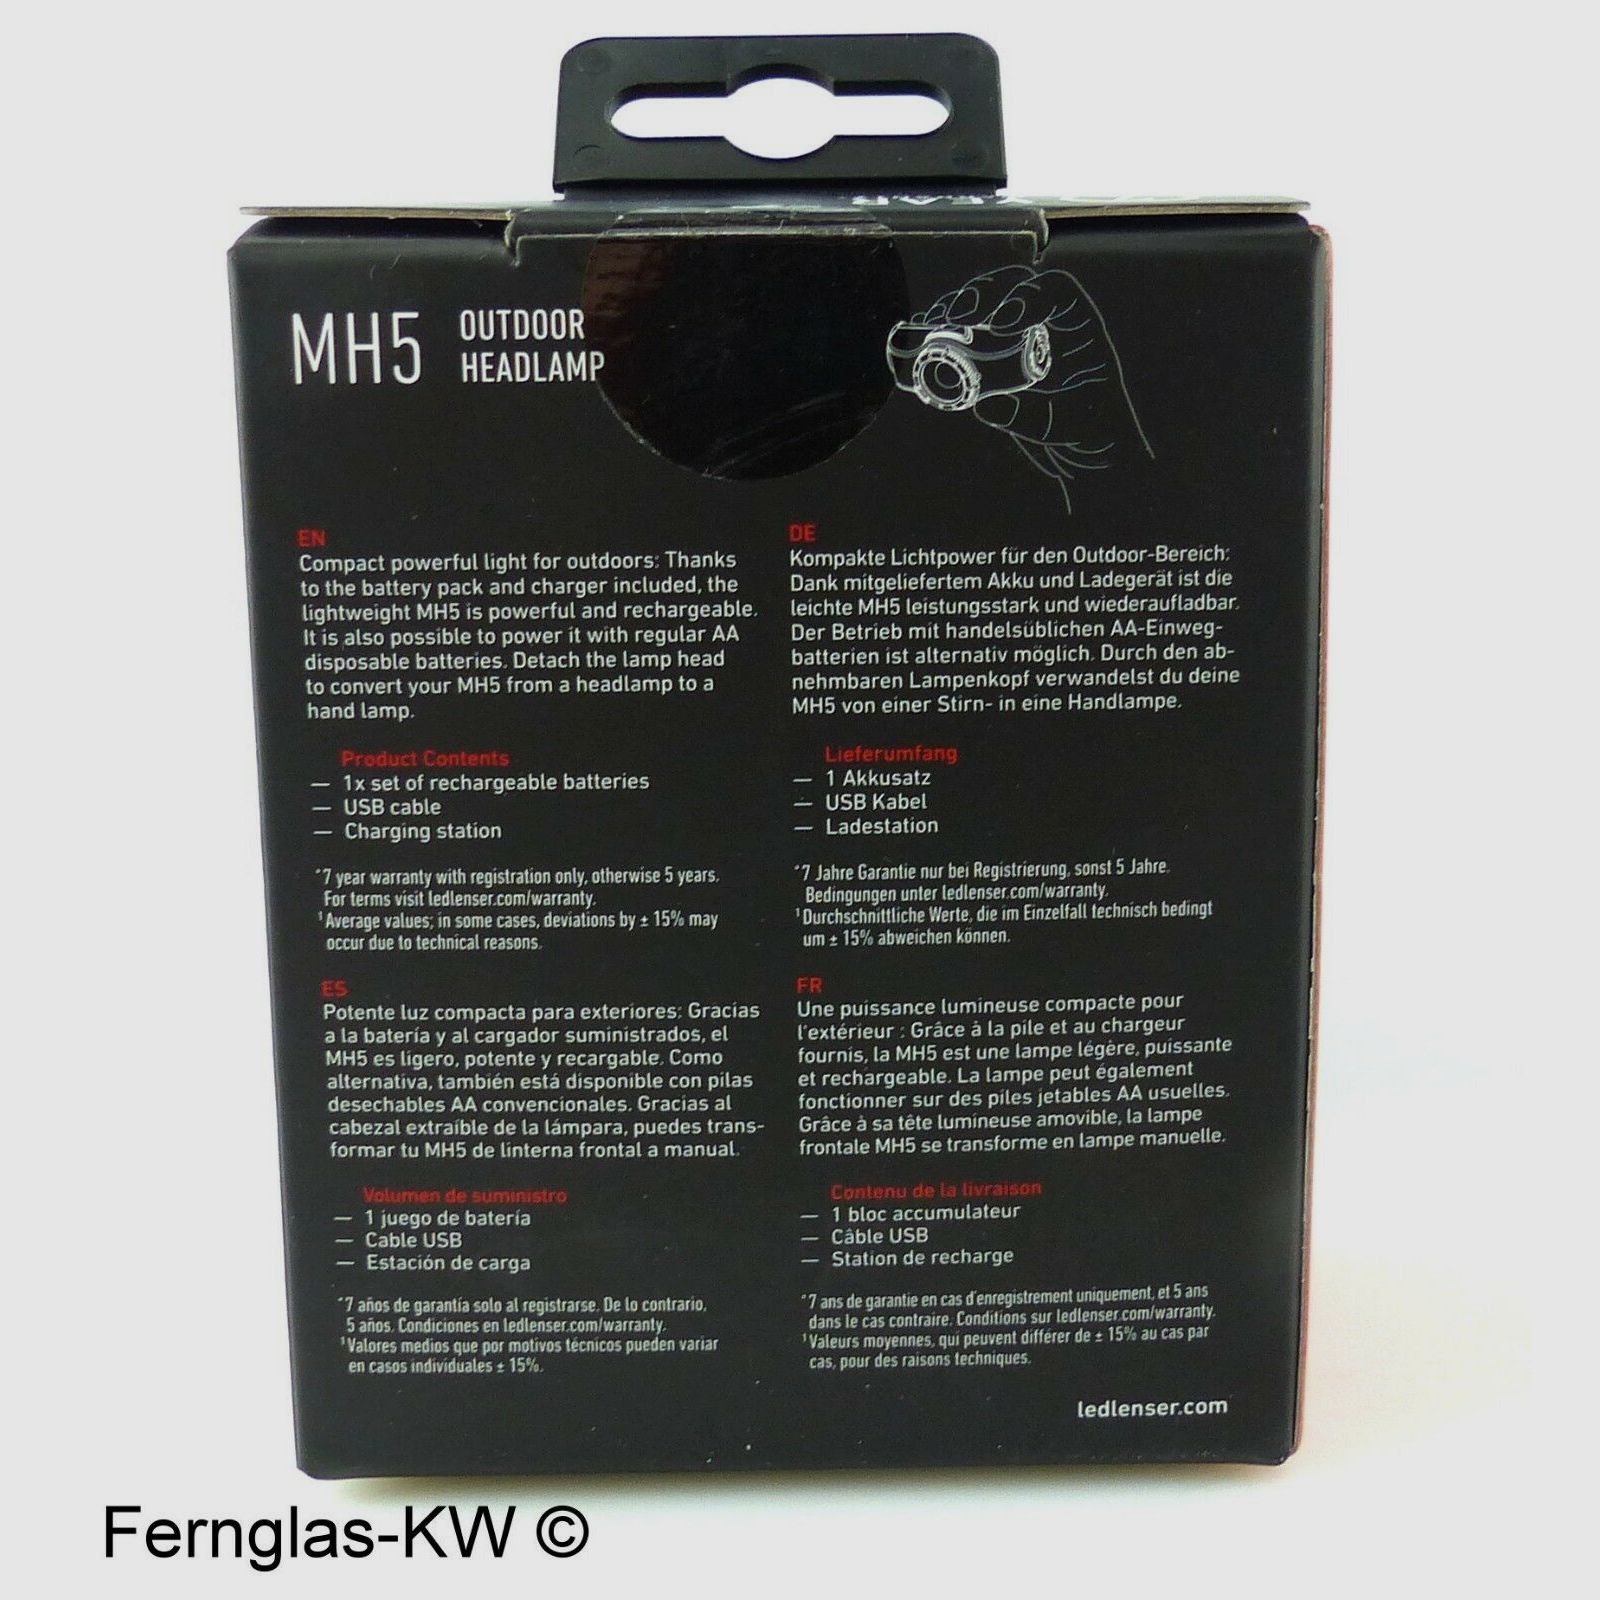 MH5
OUTDOOR
HEADLAMP
EN
Compact powerful light for outdoors: Thanks
to the battery pack and charger included, the
lightweight MH5 is powerful and rechargeable.
It is also possible to power it with regular AA
disposable batteries. Detach the lamp head
to convert your MH5 from a headlamp to a
hand lamp.
Product Contents
— 1x set of rechargeable batteries
— USB cable
— Charging station
*7 year warranty with registration only, otherwise 5 years.
For terms visit ledlenser.com/warranty.
¹Average values; in some cases, deviations by ± 15% may
occur due to technical reasons.
DE
Kompakte Lichtpower für den Outdoor-Bereich:
Dank mitgeliefertem Akku und Ladegerät ist die
leichte MH5 leistungsstark und wiederaufladbar.
Der Betrieb mit handelsüblichen AA-Einweg-
batterien ist alternativ möglich. Durch den ab-
nehmbaren Lampenkopf verwandelst du deine
MH5 von einer Stirn- in eine Handlampe.
Lieferumfang
— 1 Akkusatz
— USB Kabel
— Ladestation
*7 Jahre Garantie nur bei Registrierung, sonst 5 Jahre.
Bedingungen unter ledlenser.com/warranty.
¹Durchschnittliche Werte, die im Einzelfall technisch bedingt
um ± 15% abweichen können.
ES
Potente luz compacta para exteriores: Gracias
a la batería y al cargador suministrados, el
MH5 es ligero, potente y recargable. Como
alternativa, también está disponible con pilas
desechables AA convencionales. Gracias al
cabezal extraíble de la lámpara, puedes trans-
formar tu MH5 de linterna frontal a manual.
Volumen de suministro
— 1 juego de batería
— Cable USB
— Estación de carga
*7 años de garantía solo al registrarse. De lo contrario,
5 años. Condiciones en ledlenser.com/warranty.
¹Valores medios que por motivos técnicos pueden variar
en casos individuales ± 15%.
FR
Une puissance lumineuse compacte pour
l'extérieur : Grâce à la pile et au chargeur
fournis, la MH5 est une lampe légère, puissante
et rechargeable. La lampe peut également
fonctionner sur des piles jetables AA usuelles.
Grâce à sa tête lumineuse amovible, la lampe
frontale MH5 se transforme en lampe manuelle.
Contenu de la livraison
— 1 bloc accumulateur
— Câble USB
— Station de recharge
*7 ans de garantie en cas d'enregistrement uniquement, et 5 ans
dans le cas contraire. Conditions sur ledlenser.com/warranty.
¹Valeurs moyennes, qui peuvent différer de ± 15% au cas par
cas, pour des raisons techniques.
ledlenser.com
Fernglas-KW ©